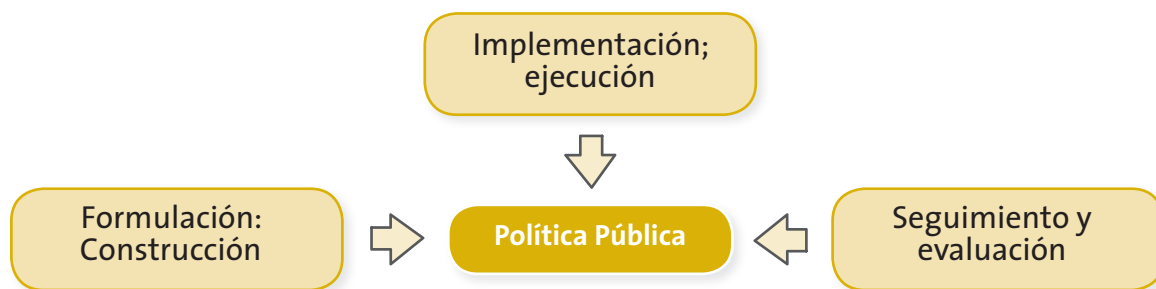 Implementación;
ejecución
Formulación:
Construcción
Política Pública
Seguimiento y
evaluación